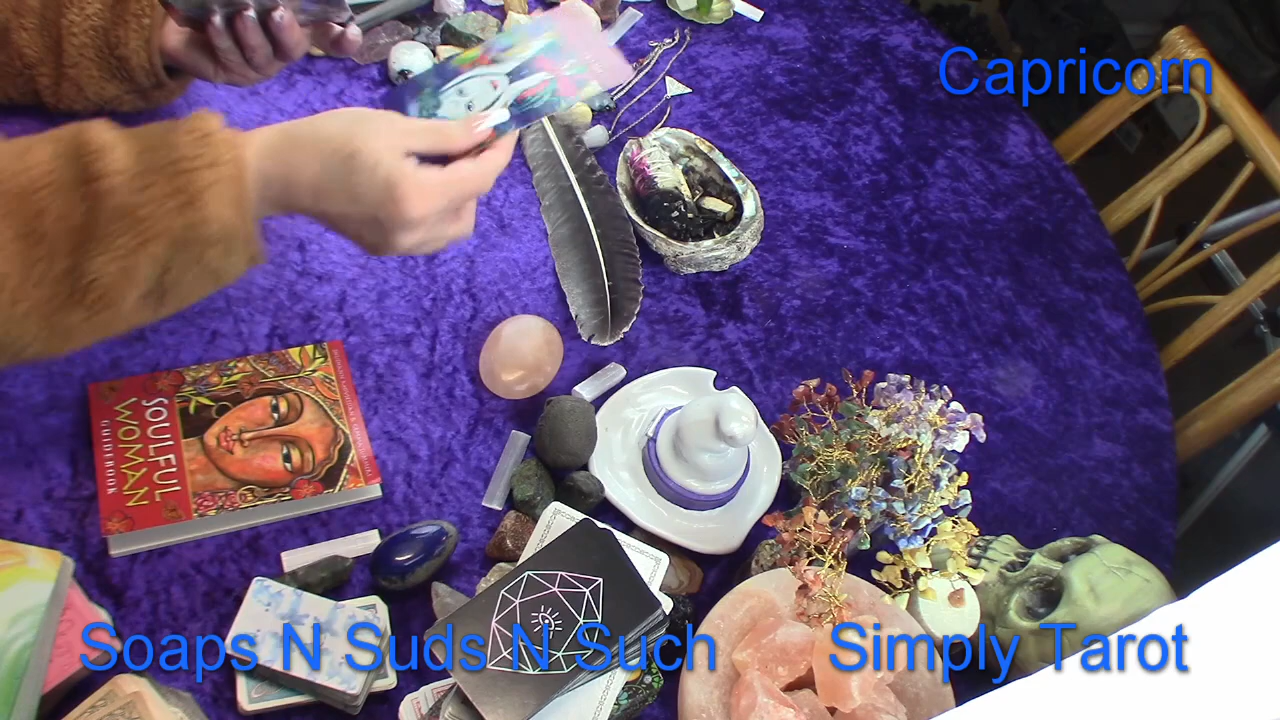 Capricorn
SOULFUL
WOMAN
GUIDEBOOK
Soaps N Suds N Such
Simply Tarot